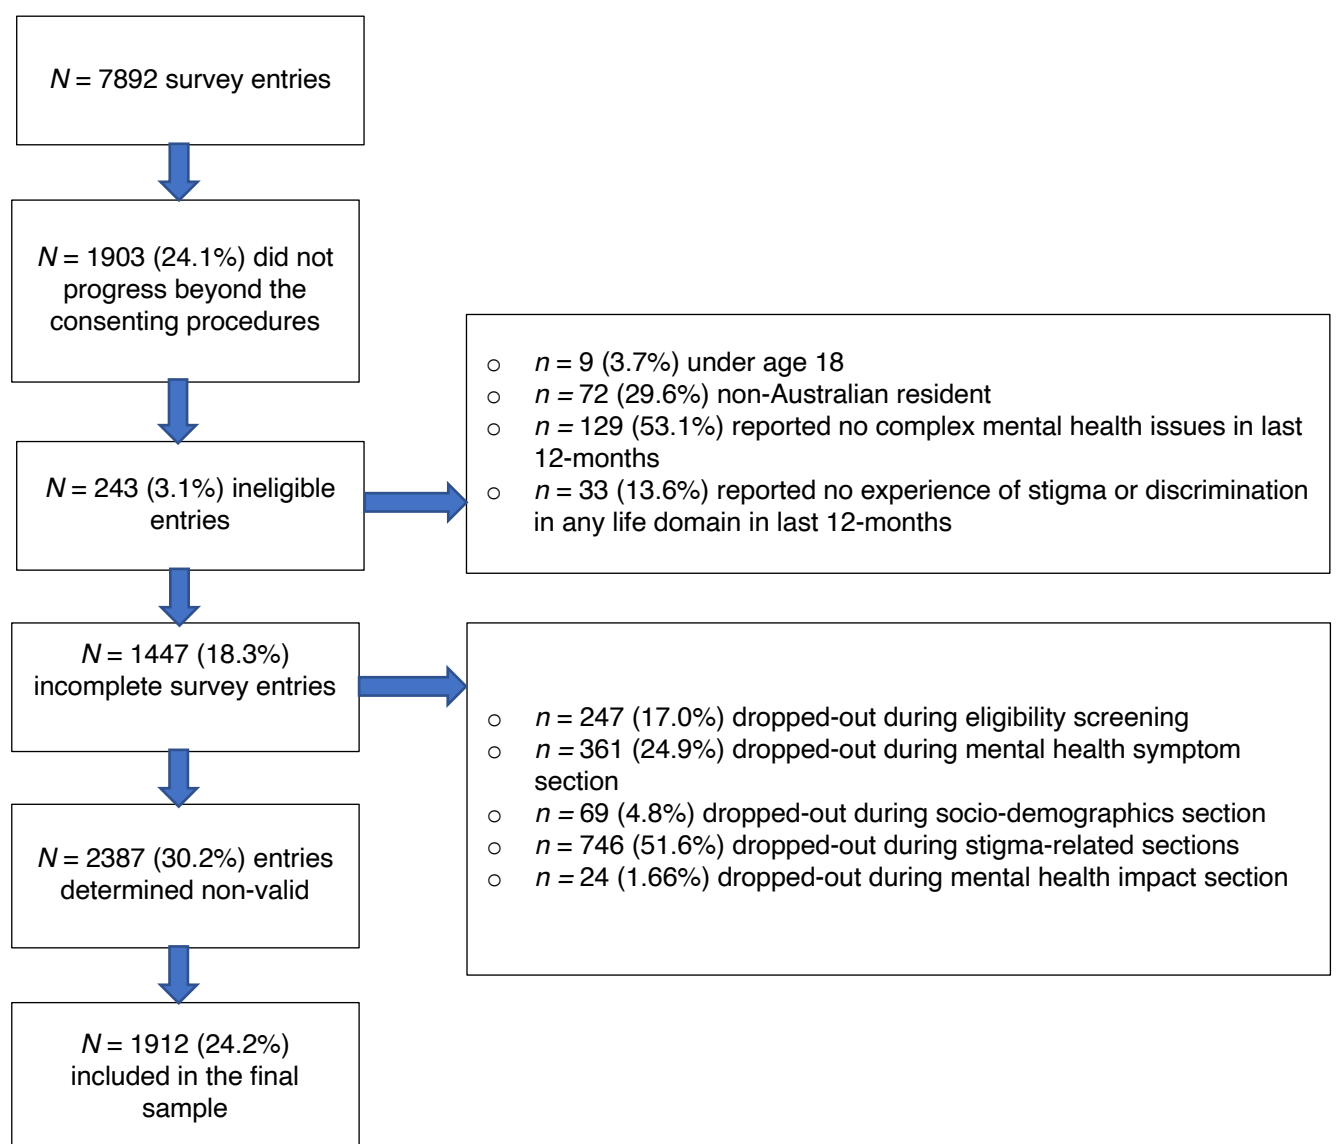 N = 7892 survey entries
N = 1903 (24.1%) did not
progress beyond the
consenting procedures
N = 243 (3.1%) ineligible
entries
○ n = 9 (3.7%) under age 18
○ n = 72 (29.6%) non-Australian resident
○ n = 129 (53.1%) reported no complex mental health issues in last
12-months
○ n = 33 (13.6%) reported no experience of stigma or discrimination
in any life domain in last 12-months
N = 1447 (18.3%)
incomplete survey entries
○ n = 247 (17.0%) dropped-out during eligibility screening
○ n = 361 (24.9%) dropped-out during mental health symptom
section
○ n = 69 (4.8%) dropped-out during socio-demographics section
○ n = 746 (51.6%) dropped-out during stigma-related sections
○ n = 24 (1.66%) dropped-out during mental health impact section
N = 2387 (30.2%) entries
determined non-valid
N = 1912 (24.2%)
included in the final
sample